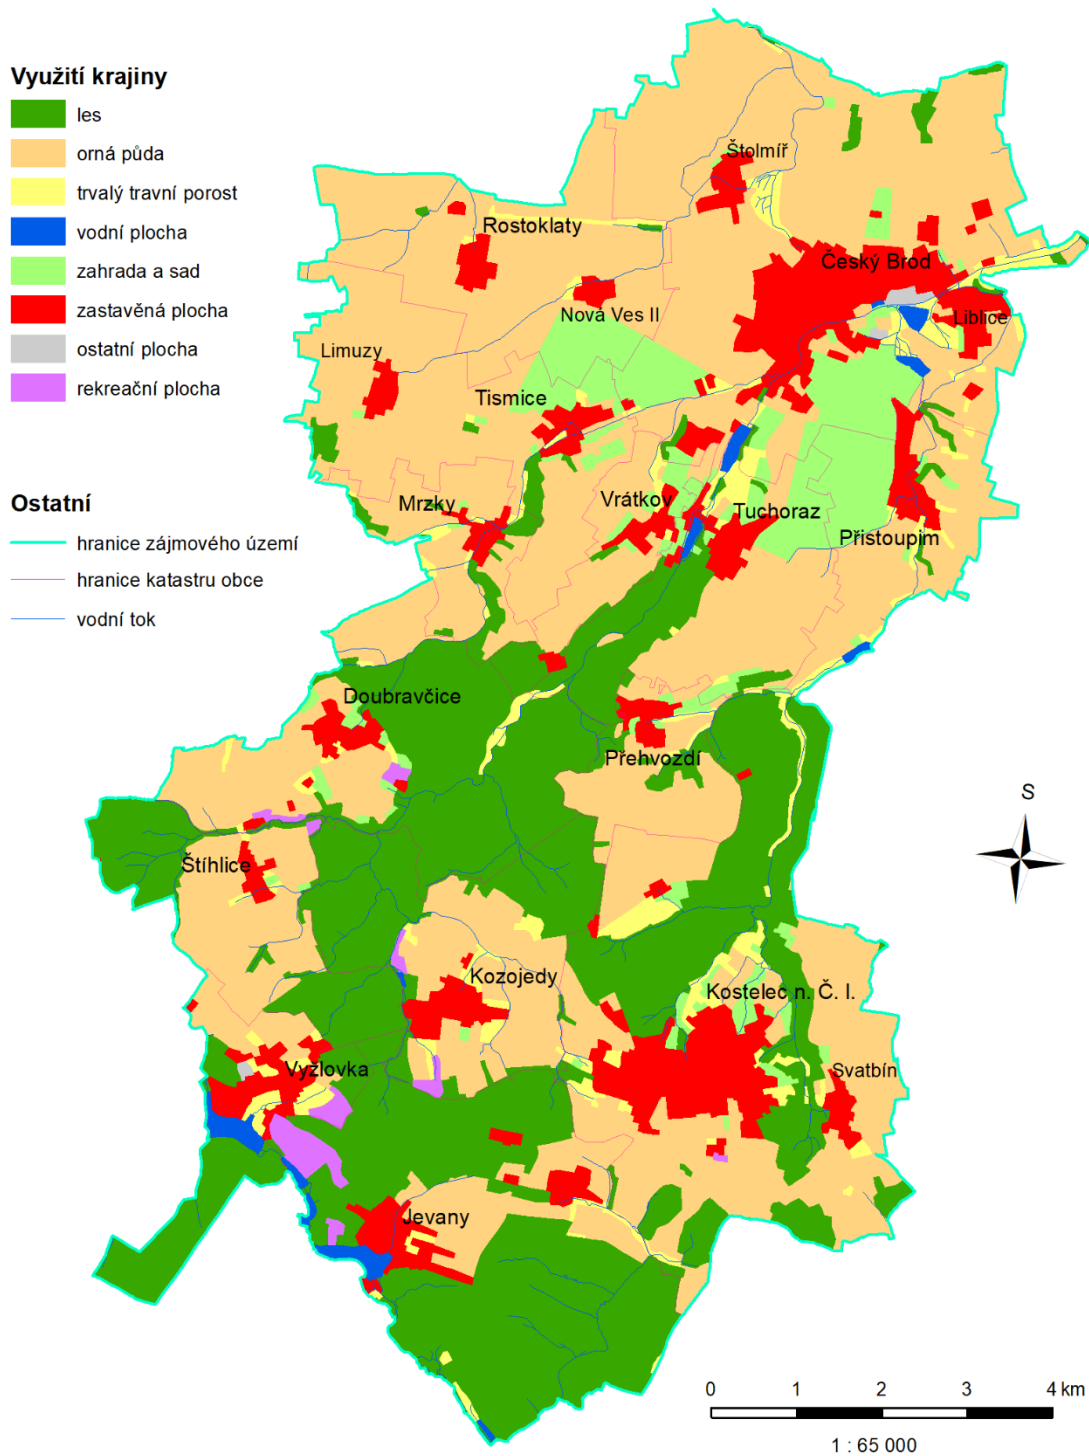 Využití krajiny
les
orná půda
trvalý travní porost
vodní plocha
zahrada a sad
zastavěná plocha
ostatní plocha
rekreační plocha
Ostatní
hranice zájmového území
hranice katastru obce
vodní tok
Štolmíř
Rostoklaty
Český Brod
Nová Ves II
Liblice
Limuzy
Tismice
Mrzky
Vrátkov
Tuchoraz
Přistoupim
Doubravčice
Přehvozdí
S
Štíhlice
Kozojedy
Kostelec n. Č. l.
Vyžlovka
Svatbín
Jevany
0 1 2 3 4 km
1 : 65 000